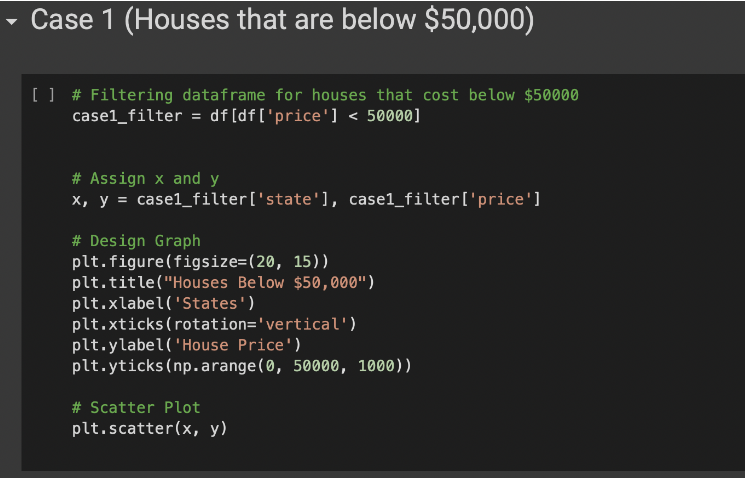 Case 1 (Houses that are below $50,000)
[ ] # Filtering dataframe for houses that cost below $50000
case1_filter = df[df['price'] < 50000]
# Assign x and y
x, y = case1_filter['state'], case1_filter['price']
# Design Graph
plt.figure(figsize=(20, 15))
plt.title("Houses Below $50,000")
plt.xlabel('States')
plt.xticks(rotation='vertical')
plt.ylabel('House Price')
plt.yticks(np.arange(0, 50000, 1000))
# Scatter Plot
plt.scatter(x, y)